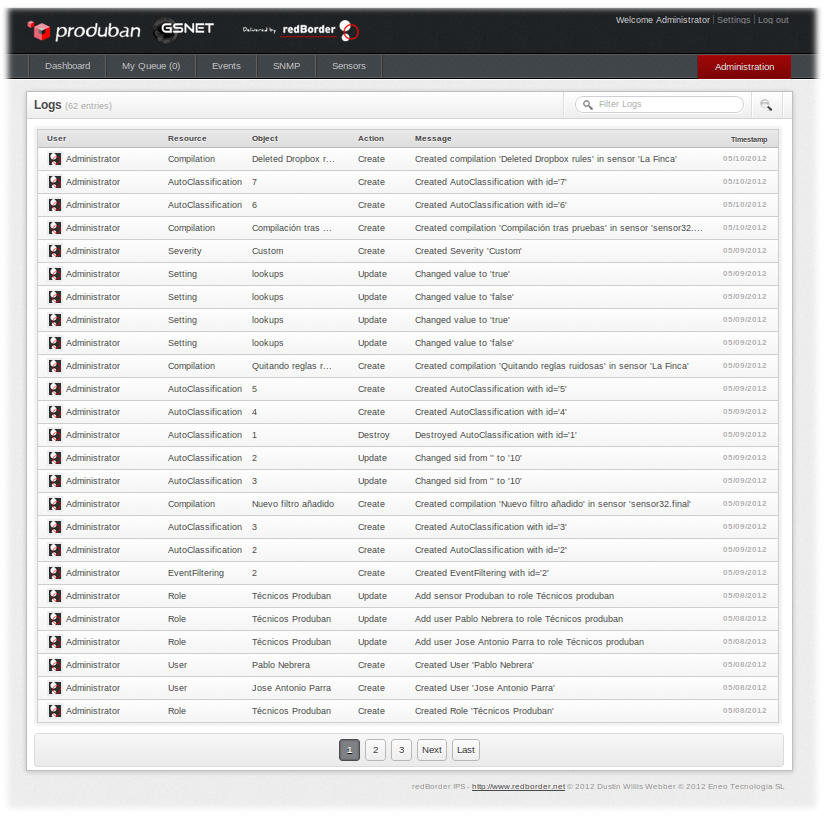 produban GSNET Delivered by redBorder Welcome Administrator | Settings | Log out
Dashboard My Queue (0) Events SNMP Sensors Administration
Logs (62 entries) Filter Logs
User Resource Object Action Message Timestamp
Administrator Compilation Deleted Dropbox r... Create Created compilation 'Deleted Dropbox rules' in sensor 'La Finca' 05/10/2012
Administrator AutoClassification 7 Create Created AutoClassification with id='7' 05/10/2012
Administrator AutoClassification 6 Create Created AutoClassification with id='6' 05/10/2012
Administrator Compilation Compilación tras ... Create Created compilation 'Compilación tras pruebas' in sensor 'sensor32.... 05/10/2012
Administrator Severity Custom Create Created Severity 'Custom' 05/09/2012
Administrator Setting lookups Update Changed value to 'true' 05/09/2012
Administrator Setting lookups Update Changed value to 'false' 05/09/2012
Administrator Setting lookups Update Changed value to 'true' 05/09/2012
Administrator Setting lookups Update Changed value to 'false' 05/09/2012
Administrator Compilation Quitando reglas r... Create Created compilation 'Quitando reglas ruidosas' in sensor 'La Finca' 05/09/2012
Administrator AutoClassification 5 Create Created AutoClassification with id='5' 05/09/2012
Administrator AutoClassification 4 Create Created AutoClassification with id='4' 05/09/2012
Administrator AutoClassification 1 Destroy Destroyed AutoClassification with id='1' 05/09/2012
Administrator AutoClassification 2 Update Changed sid from '' to '10' 05/09/2012
Administrator AutoClassification 3 Update Changed sid from '' to '10' 05/09/2012
Administrator Compilation Nuevo filtro añadido Create Created compilation 'Nuevo filtro añadido' in sensor 'sensor32.final' 05/09/2012
Administrator AutoClassification 3 Create Created AutoClassification with id='3' 05/09/2012
Administrator AutoClassification 2 Create Created AutoClassification with id='2' 05/09/2012
Administrator EventFiltering 2 Create Created EventFiltering with id='2' 05/09/2012
Administrator Role Técnicos Produban Update Add sensor Produban to role Técnicos produban 05/08/2012
Administrator Role Técnicos Produban Update Add user Pablo Nebrera to role Técnicos produban 05/08/2012
Administrator Role Técnicos Produban Update Add user Jose Antonio Parra to role Técnicos produban 05/08/2012
Administrator User Pablo Nebrera Create Created User 'Pablo Nebrera' 05/08/2012
Administrator User Jose Antonio Parra Create Created User 'Jose Antonio Parra' 05/08/2012
Administrator Role Técnicos Produban Create Created Role 'Técnicos Produban' 05/08/2012
1 2 3 Next Last
redBorder IPS - http://www.redborder.net © 2012 Dustin Willis Webber © 2012 Eneo Tecnologia SL